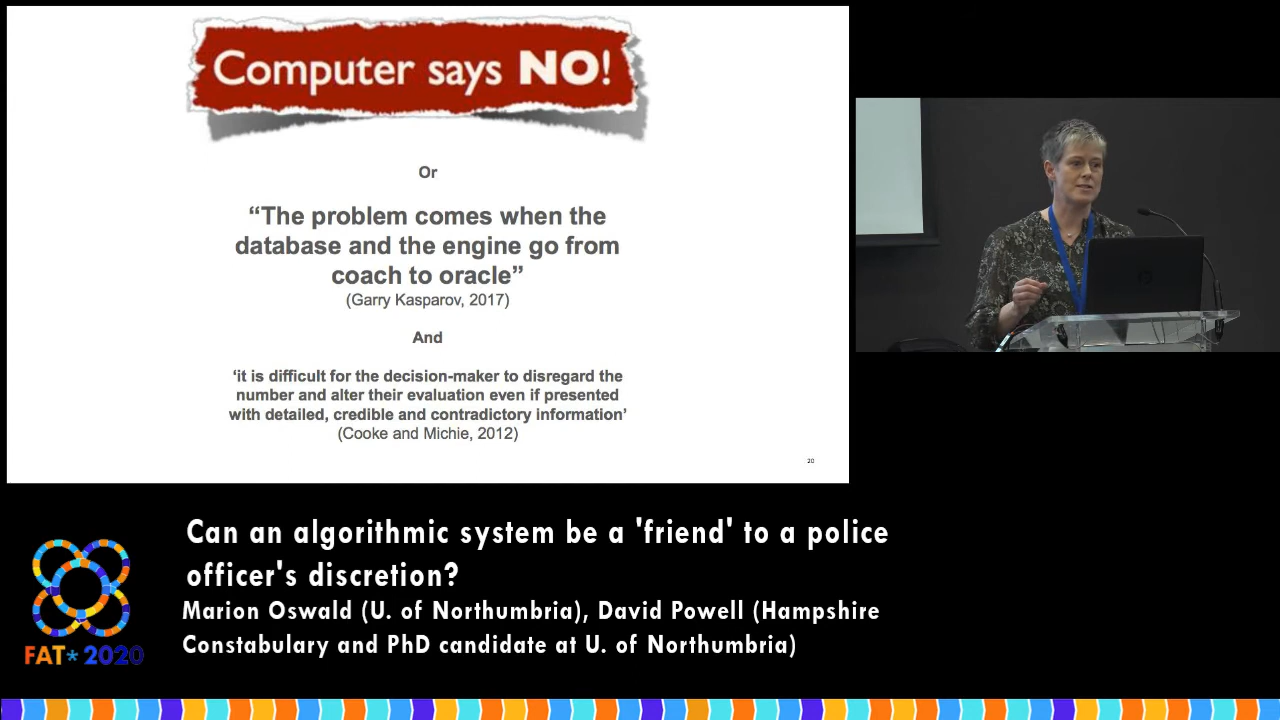 Computer says NO!
Or
“The problem comes when the
database and the engine go from
coach to oracle”
(Garry Kasparov, 2017)
And
‘it is difficult for the decision-maker to disregard the
number and alter their evaluation even if presented
with detailed, credible and contradictory information’
(Cooke and Michie, 2012)
20
Can an algorithmic system be a 'friend' to a police
officer's discretion?
Marion Oswald (U. of Northumbria), David Powell (Hampshire
Constabulary and PhD candidate at U. of Northumbria)
FAT* 2020